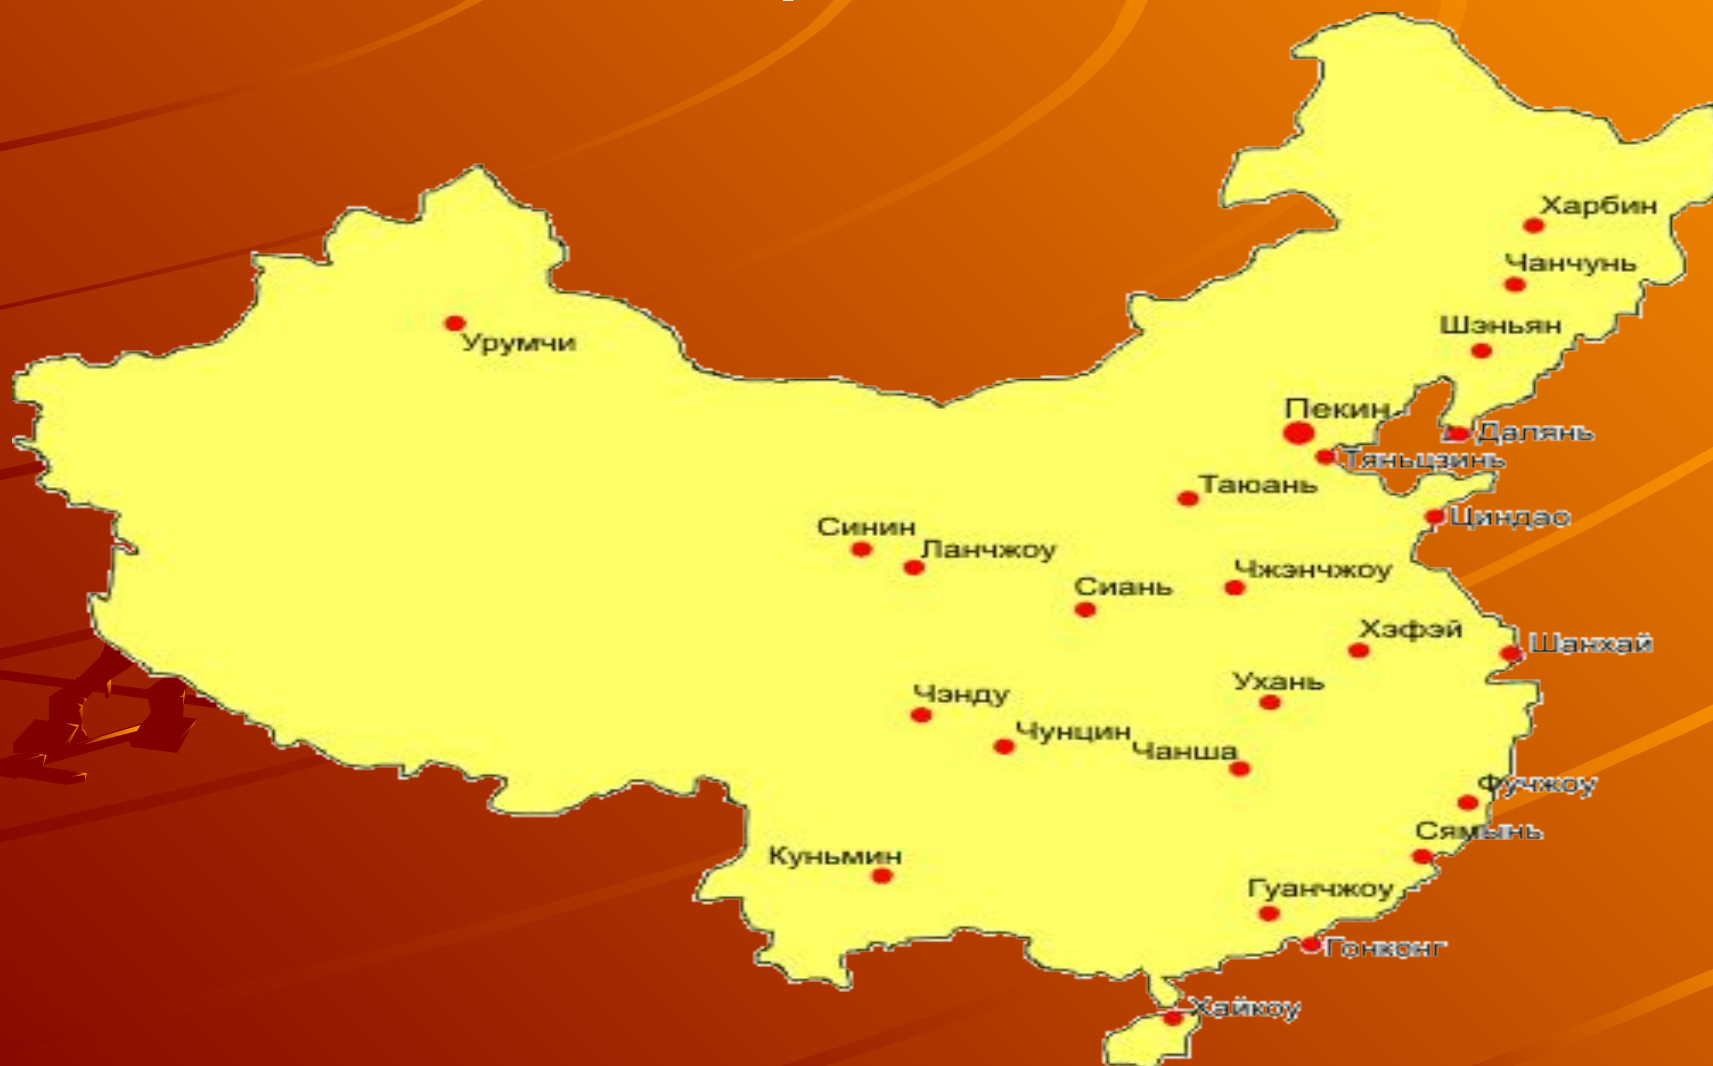 Харбин
Чанчунь
Шэньян
Урумчи
Пекин
Далянь
Тяньцзинь
Таюань
Циндао
Синин
Ланчжоу
Чжэнчжоу
Сиань
Хэфэй
Шанхай
Ухань
Чэнду
Чунцин
Чанша
Фучжоу
Сямынь
Куньмин
Гуанчжоу
Гонконг
Хайкоу